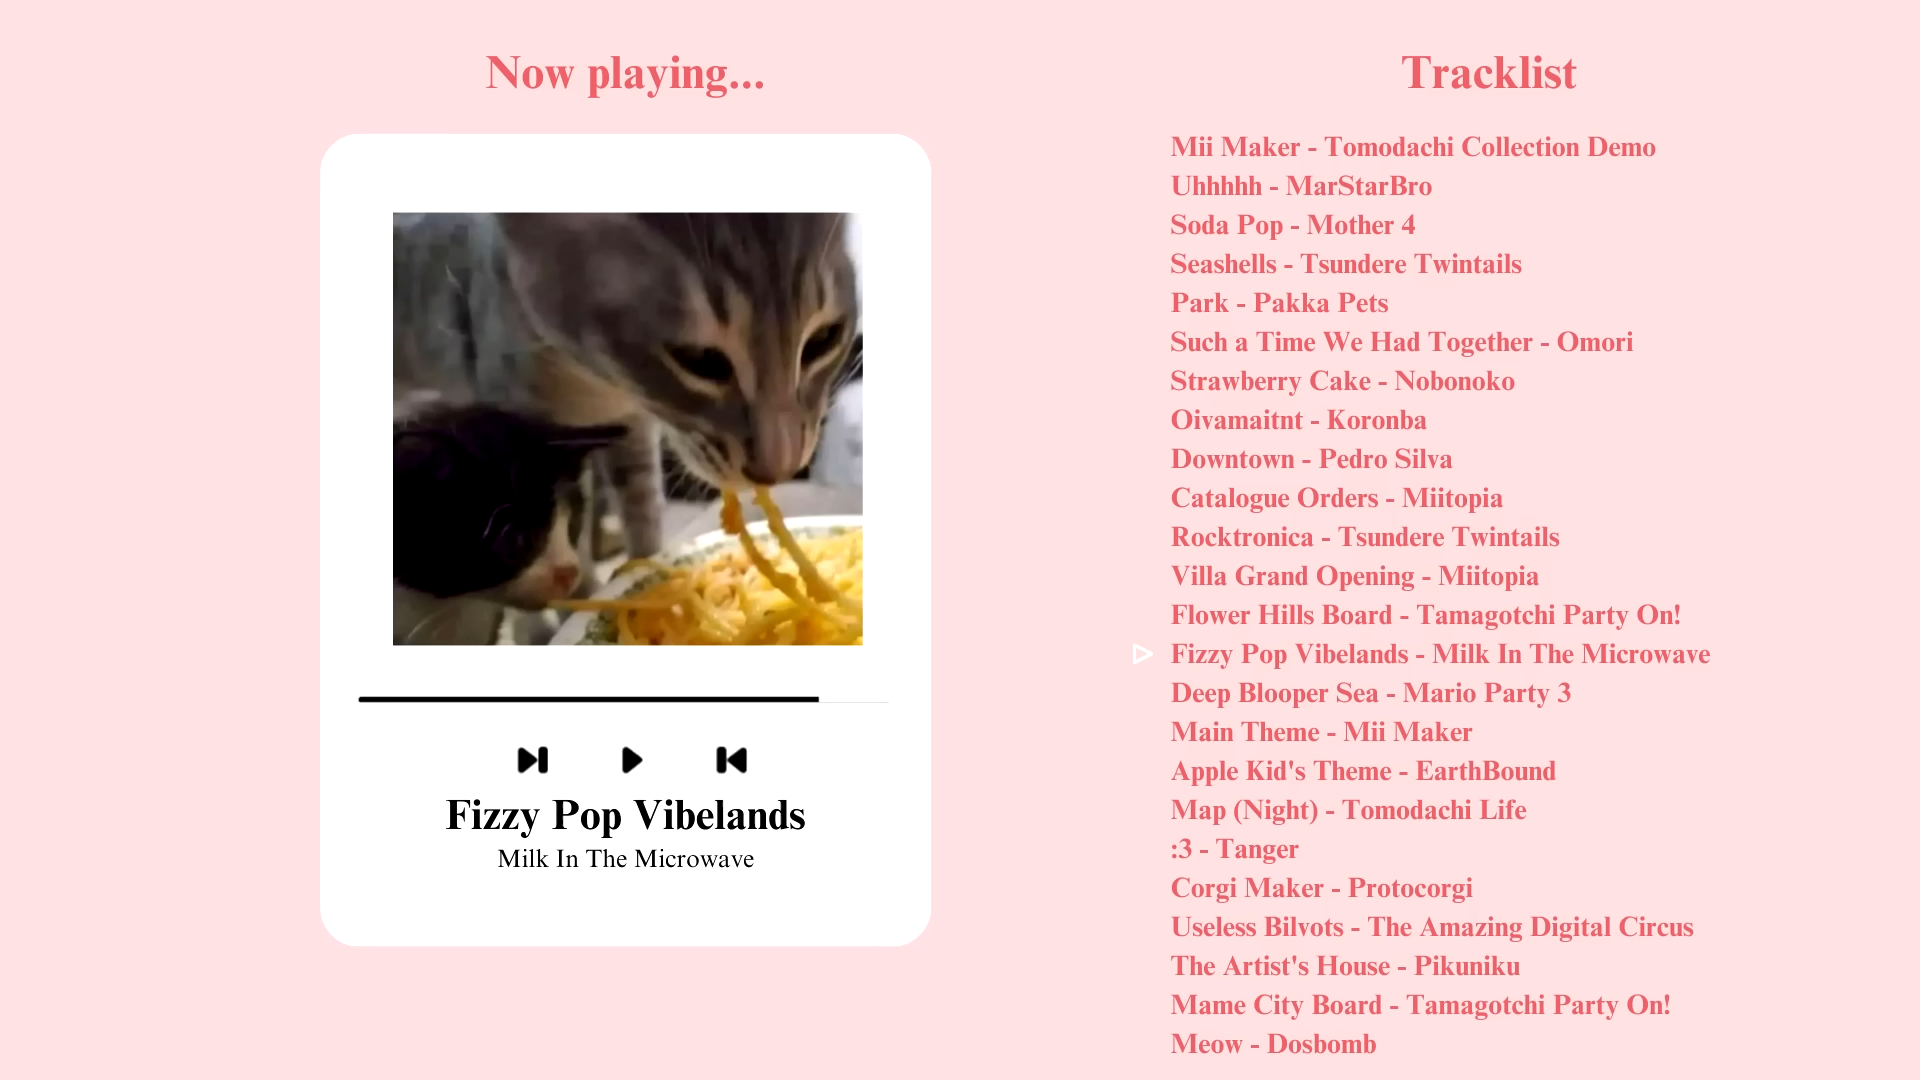 Now playing...
Fizzy Pop Vibelands
Milk In The Microwave
Tracklist
Mii Maker - Tomodachi Collection Demo
Uhhhhh - MarStarBro
Soda Pop - Mother 4
Seashells - Tsundere Twintails
Park - Pakka Pets
Such a Time We Had Together - Omori
Strawberry Cake - Nobonoko
Oivamaitnt - Koronba
Downtown - Pedro Silva
Catalogue Orders - Miitopia
Rocktronica - Tsundere Twintails
Villa Grand Opening - Miitopia
Flower Hills Board - Tamagotchi Party On!
Fizzy Pop Vibelands - Milk In The Microwave
Deep Blooper Sea - Mario Party 3
Main Theme - Mii Maker
Apple Kid's Theme - EarthBound
Map (Night) - Tomodachi Life
:3 - Tanger
Corgi Maker - Protocorgi
Useless Bilvots - The Amazing Digital Circus
The Artist's House - Pikuniku
Mame City Board - Tamagotchi Party On!
Meow - Dosbomb